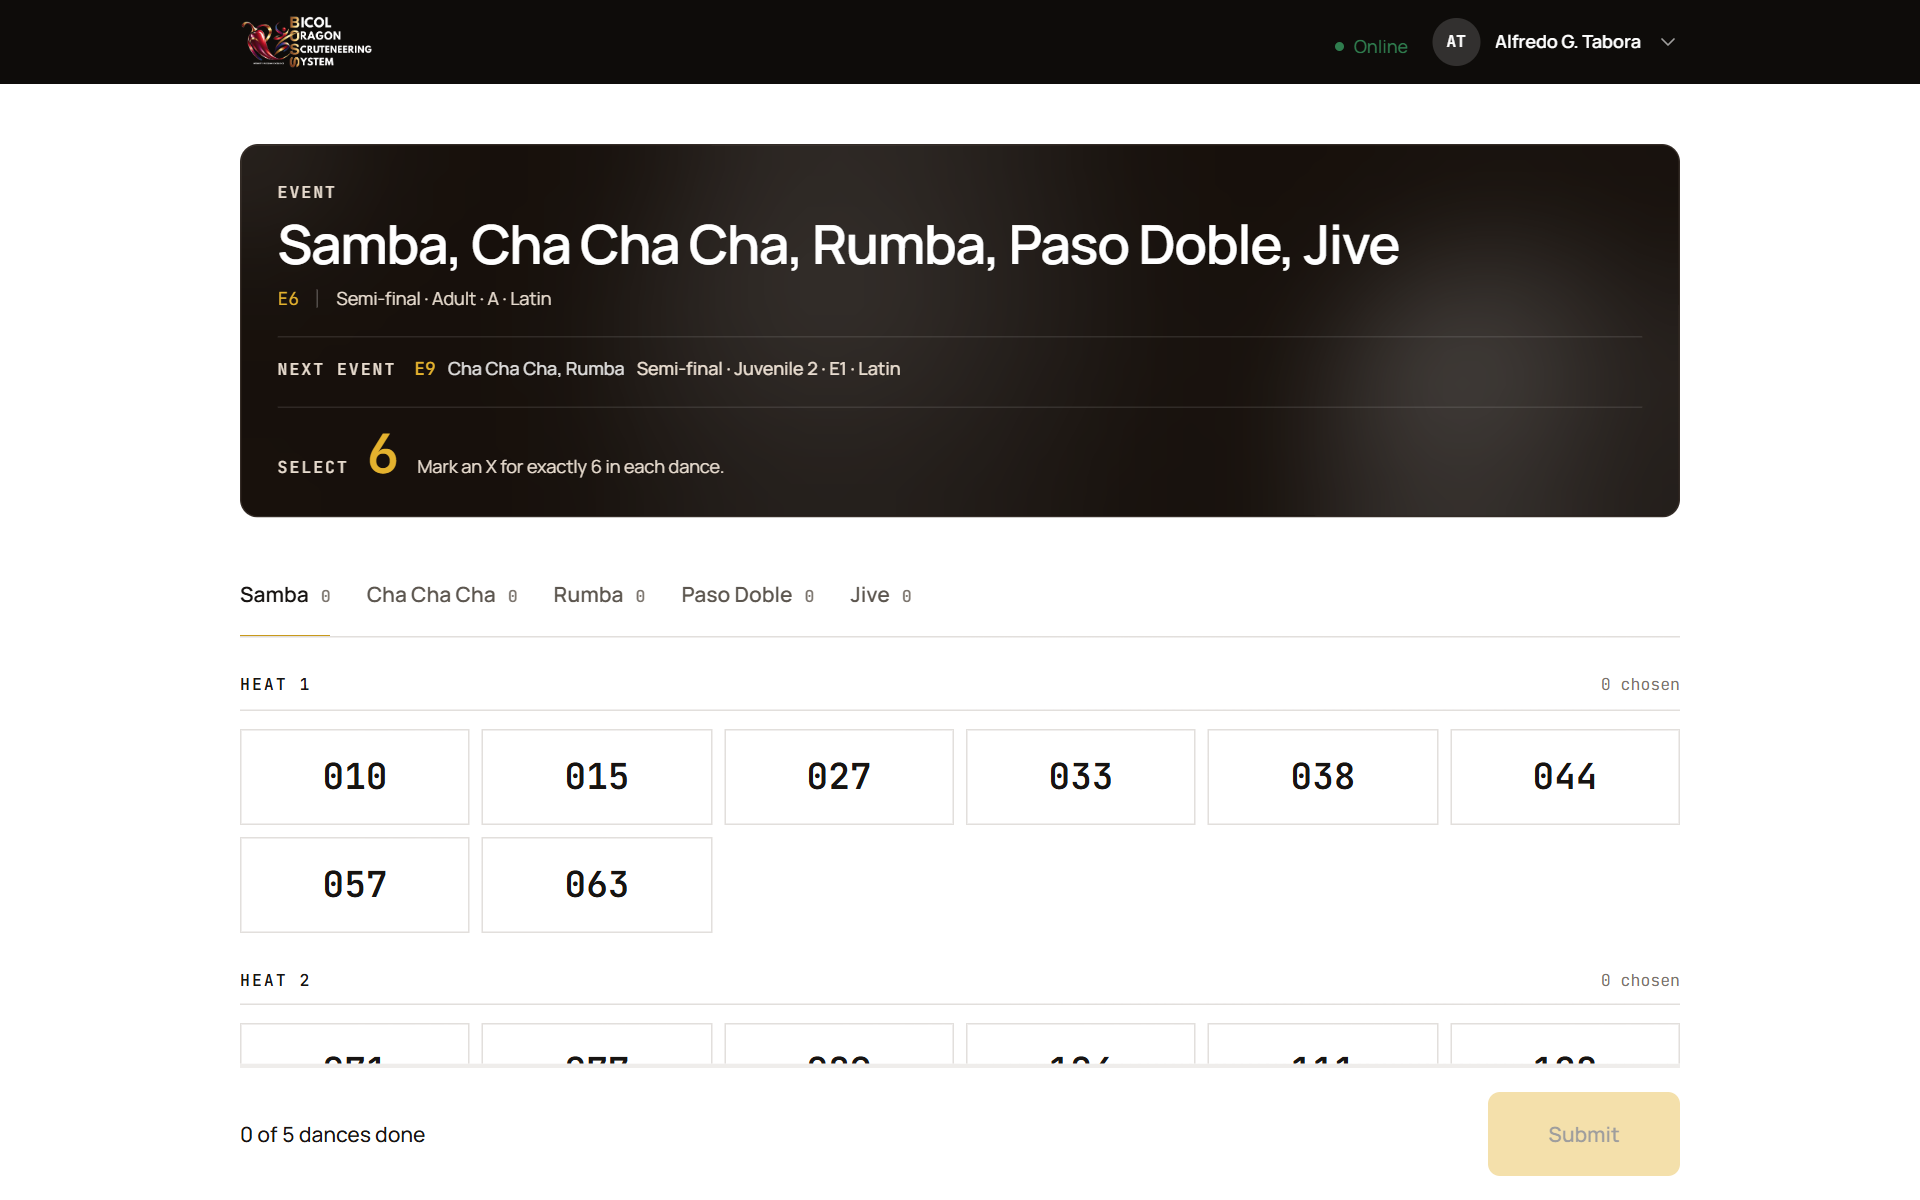 BICOL
DRAGON
SCRUTENEERING
SYSTEM
Online
AT
Alfredo G. Tabora
EVENT
Samba, Cha Cha Cha, Rumba, Paso Doble, Jive
E6 | Semi-final · Adult · A · Latin
NEXT EVENT E9 Cha Cha Cha, Rumba Semi-final · Juvenile 2 · E1 · Latin
SELECT 6 Mark an X for exactly 6 in each dance.
Samba 0 Cha Cha Cha 0 Rumba 0 Paso Doble 0 Jive 0
HEAT 1 0 chosen
010 015 027 033 038 044
057 063
HEAT 2 0 chosen
0 of 5 dances done
Submit